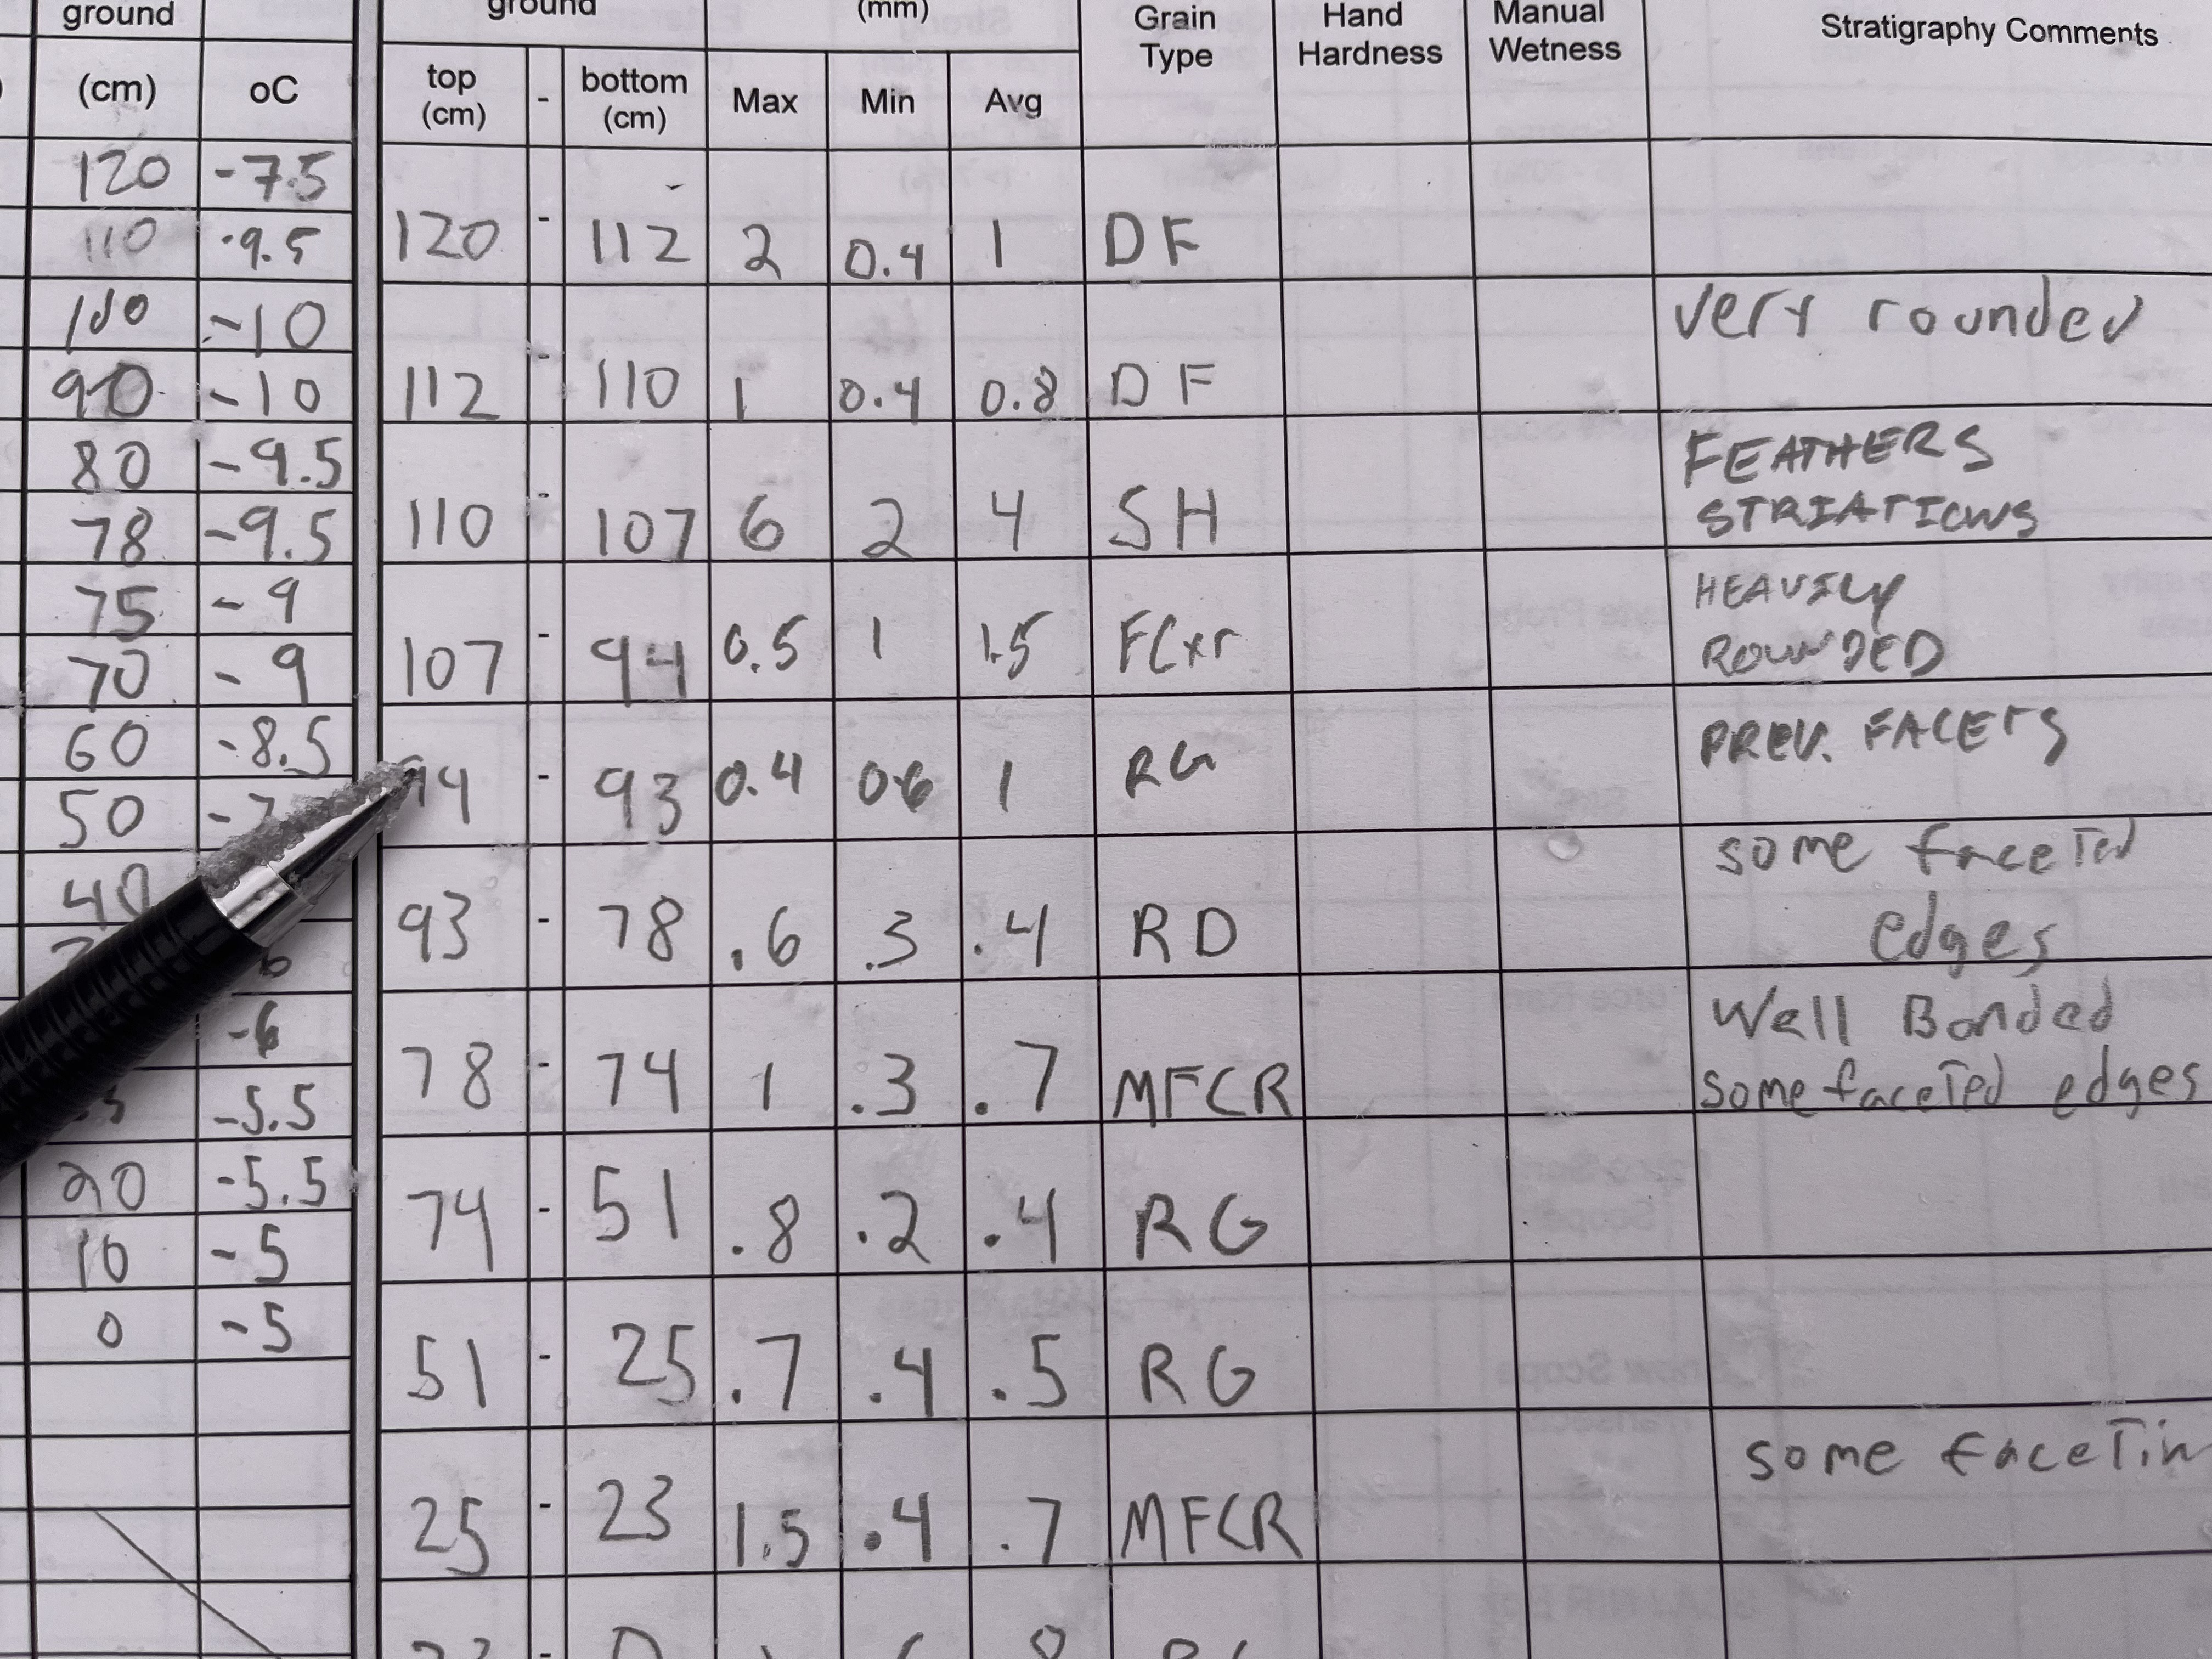 ground
(cm)
oC
120 -7.5
110 -9.5
100 -10
90 -10
80 -9.5
78 -9.5
75 -9
70 -9
60 -8.5
50 -7
40
-6
-5.5
20 -5.5
10 -5
0 -5
ground (mm) Grain Hand Manual Stratigraphy Comments
top - bottom Max Min Avg Type Hardness Wetness
(cm) (cm)
120 - 112 2 0.4 1 DF
112 - 110 1 0.4 0.8 DF very rounded
110 - 107 6 2 4 SH FEATHERS
STRIATIONS
107 - 94 0.5 1 1.5 FCxr HEAVILY
ROUNDED
94 - 93 0.4 0.6 1 RG PREV. FACETS
93 - 78 .6 .3 .4 RD some faceted
edges
78 - 74 1 .3 .7 MFCR Well Bonded
some faceted edges
74 - 51 .8 .2 .4 RG
51 - 25 .7 .4 .5 RG
25 - 23 1.5 .4 .7 MFCR some facetin